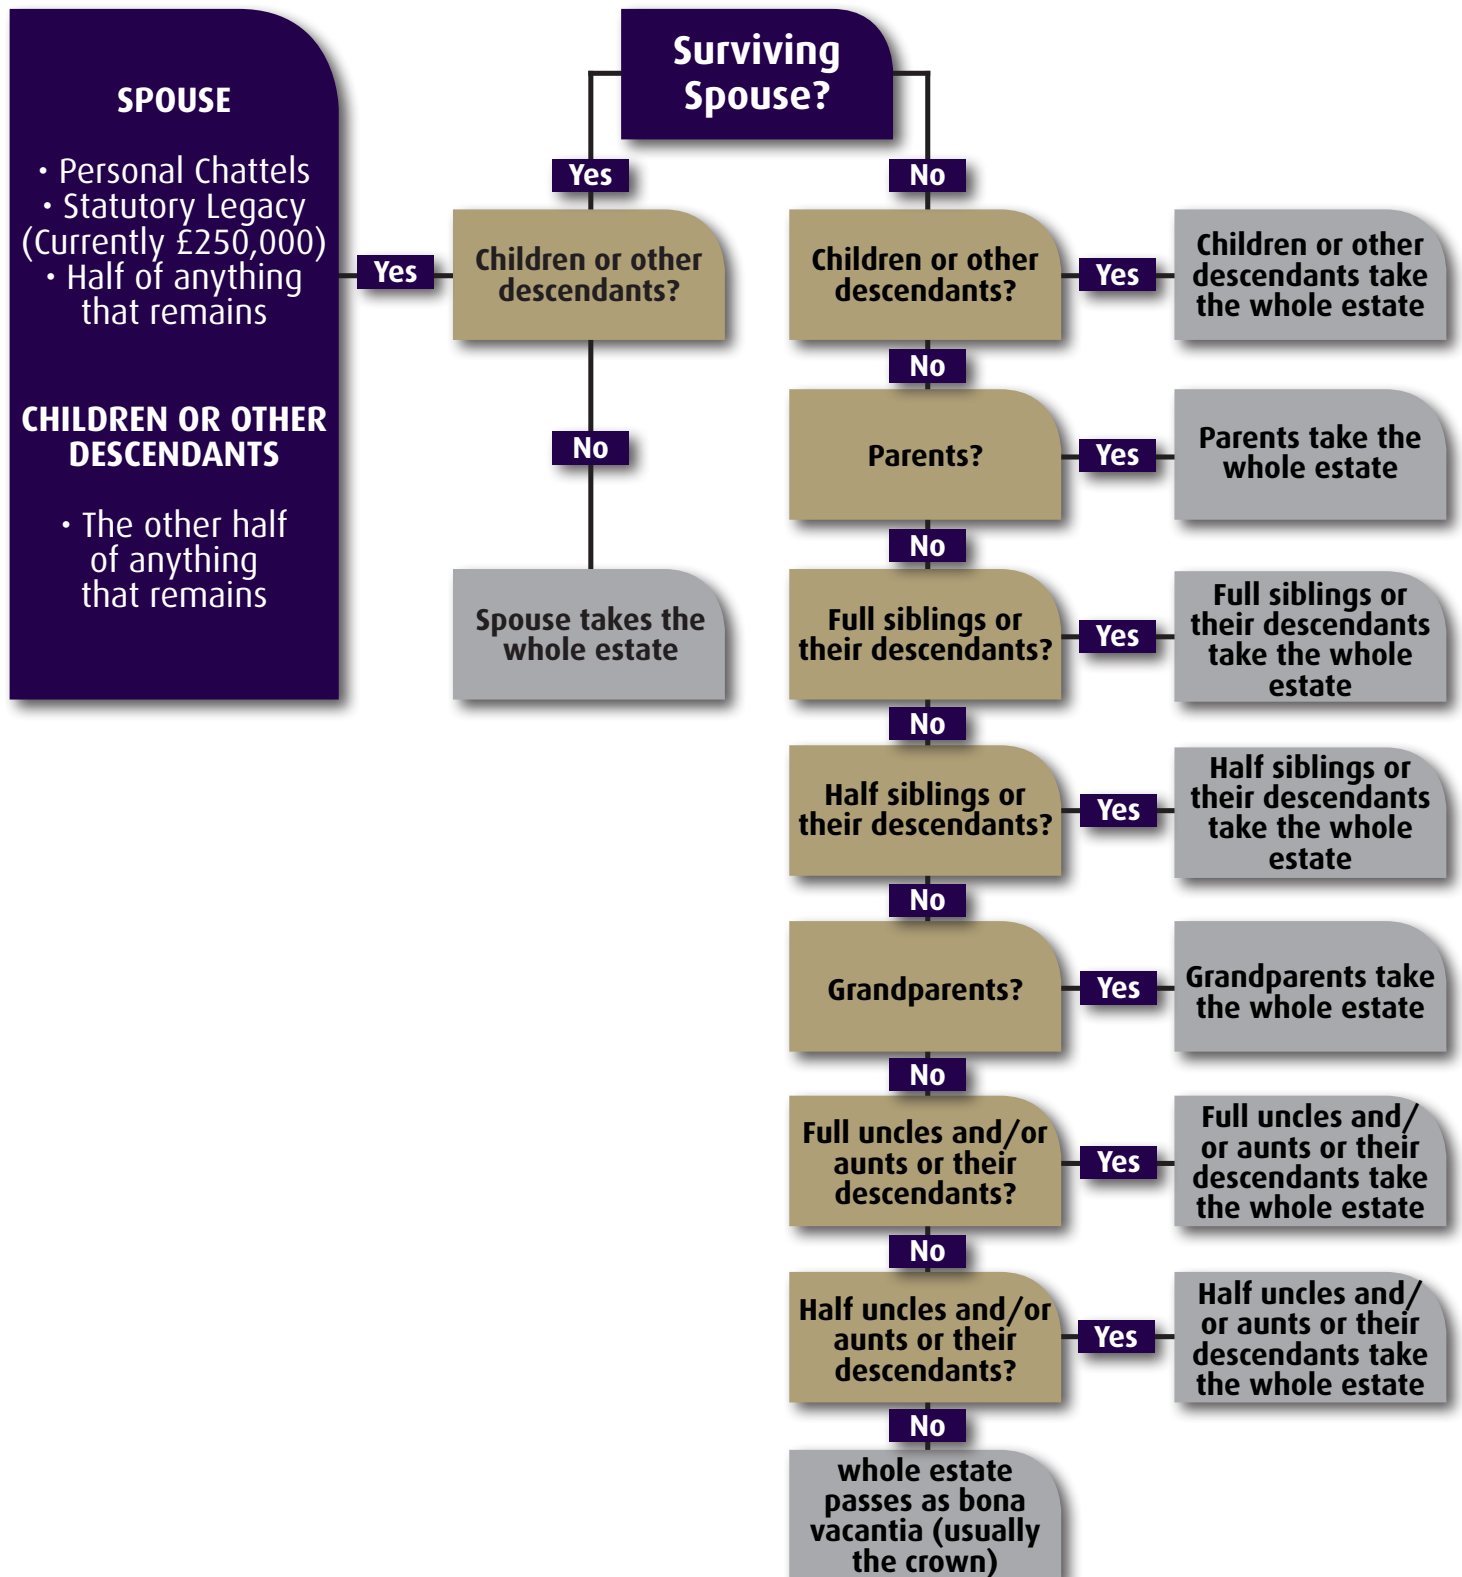 Surviving
Spouse?
SPOUSE
• Personal Chattels
• Statutory Legacy
(Currently £250,000)
• Half of anything
that remains
CHILDREN OR OTHER
DESCENDANTS
• The other half
of anything
that remains
Yes
No
Yes
Children or other
descendants?
No
Spouse takes the
whole estate
Children or other
descendants?
Yes
Children or other
descendants take
the whole estate
No
Parents?
Yes
Parents take the
whole estate
No
Full siblings or
their descendants?
Yes
Full siblings or
their descendants
take the whole
estate
No
Half siblings or
their descendants?
Yes
Half siblings or
their descendants
take the whole
estate
No
Grandparents?
Yes
Grandparents take
the whole estate
No
Full uncles and/or
aunts or their
descendants?
Yes
Full uncles and/
or aunts or their
descendants take
the whole estate
No
Half uncles and/or
aunts or their
descendants?
Yes
Half uncles and/
or aunts or their
descendants take
the whole estate
No
whole estate
passes as bona
vacantia (usually
the crown)